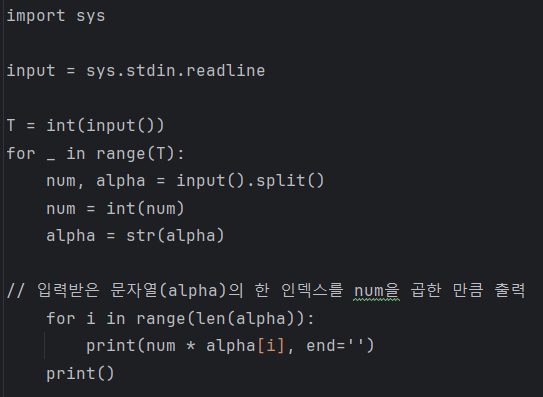 import sys
input = sys.stdin.readline
T = int(input())
for _ in range(T):
    num, alpha = input().split()
    num = int(num)
    alpha = str(alpha)
// 입력받은 문자열(alpha)의 한 인덱스를 num을 곱한 만큼 출력
    for i in range(len(alpha)):
        print(num * alpha[i], end='')
    print()